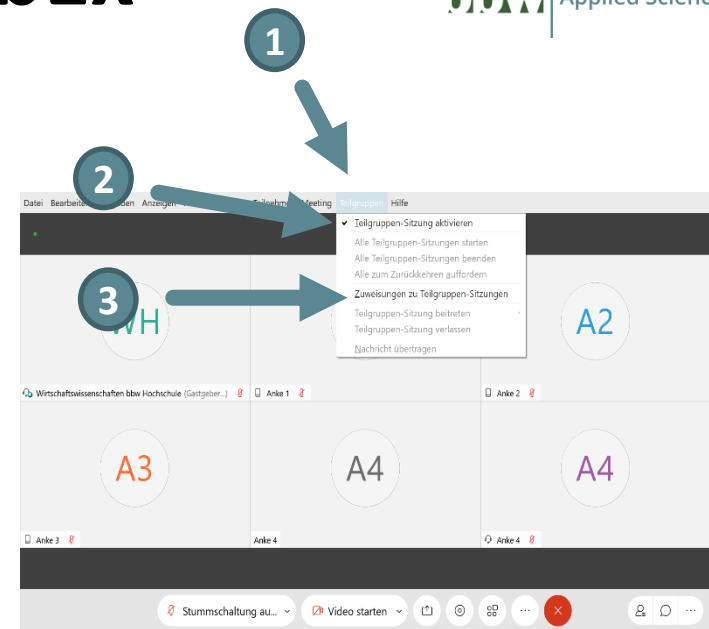 Applied Science
1
2
3
Datei Bearbeiten Anzeigen Meeting Teilgruppen Hilfe
Teilgruppen-Sitzung aktivieren
Alle Teilgruppen-Sitzungen starten
Alle Teilgruppen-Sitzungen beenden
Alle zum Zurückkehren auffordern
Zuweisungen zu Teilgruppen-Sitzungen
Teilgruppen-Sitzung beitreten
Teilgruppen-Sitzung verlassen
Nachricht übertragen
WH
A2
Wirtschaftswissenschaften bbw Hochschule (Gastgeber...)
Anke 1
Anke 2
A3
A4
A4
Anke 3
Anke 4
Anke 4
Stummschaltung au...
Video starten